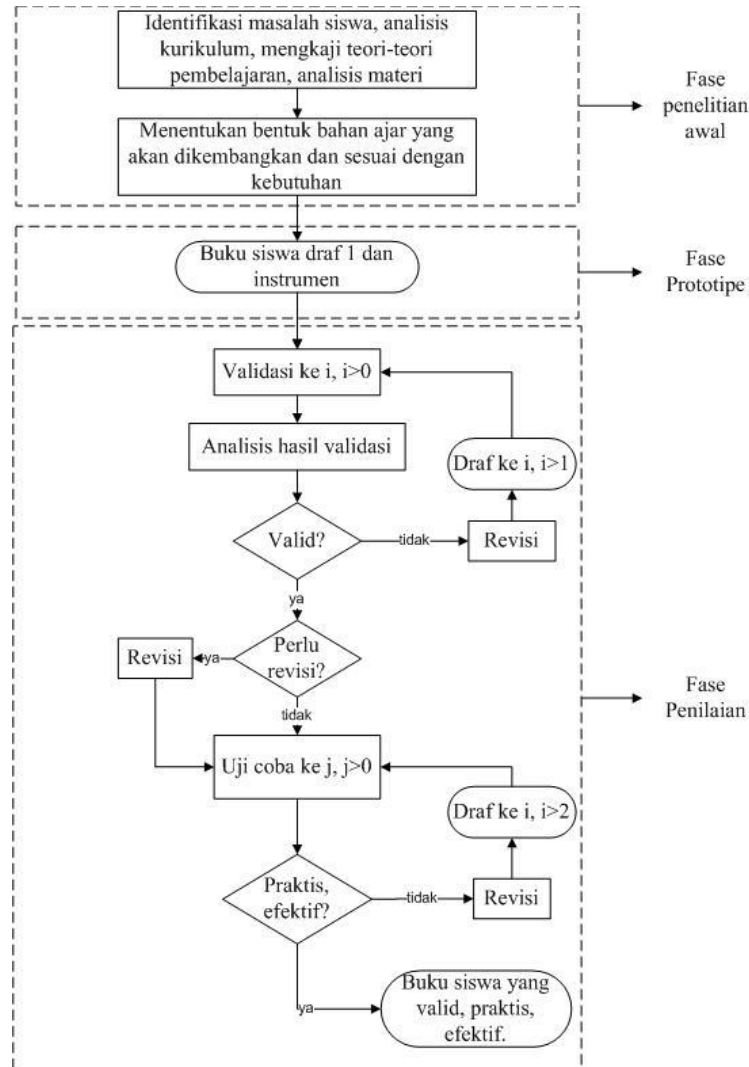 Identifikasi masalah siswa, analisis
kurikulum, mengkaji teori-teori
pembelajaran, analisis materi
Fase
penelitian
awal
Menentukan bentuk bahan ajar yang
akan dikembangkan dan sesuai dengan
kebutuhan
Buku siswa draf 1 dan
instrumen
Fase
Prototipe
Validasi ke i, i>0
Analisis hasil validasi
Draf ke i, i>1
Valid?
tidak
Revisi
ya
Perlu
revisi?
ya
Revisi
tidak
Fase
Penilaian
Uji coba ke j, j>0
Draf ke i, i>2
Praktis,
efektif?
tidak
Revisi
ya
Buku siswa yang
valid, praktis,
efektif.